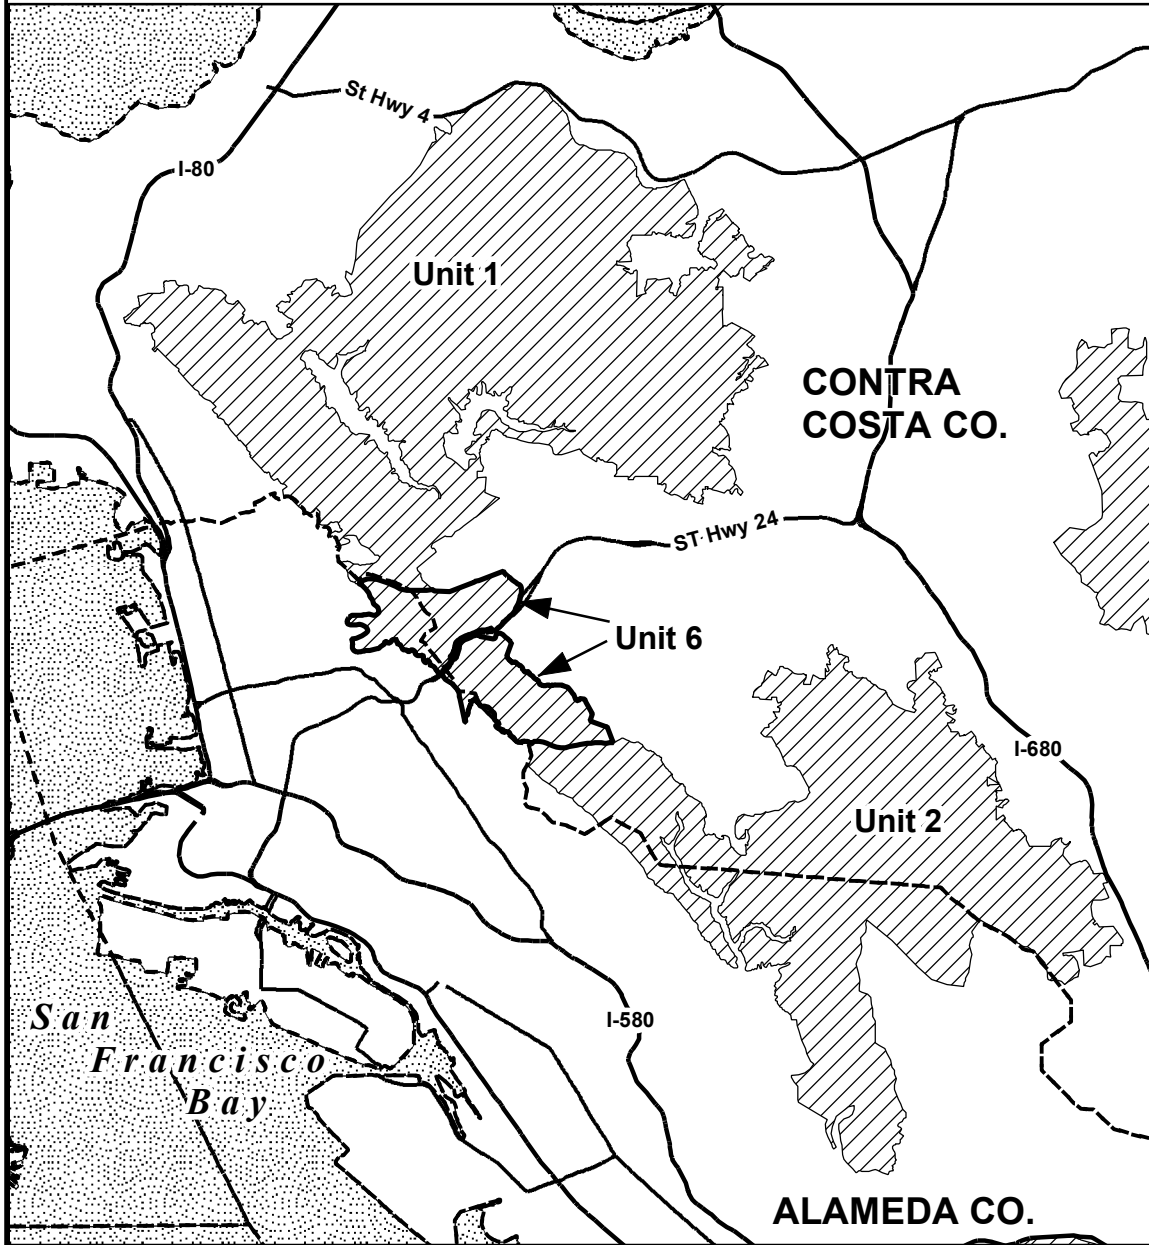 St Hwy 4
I-80
Unit 1
CONTRA
COSTA CO.
ST Hwy 24
Unit 6
I-680
Unit 2
I-580
San
Francisco
Bay
ALAMEDA CO.